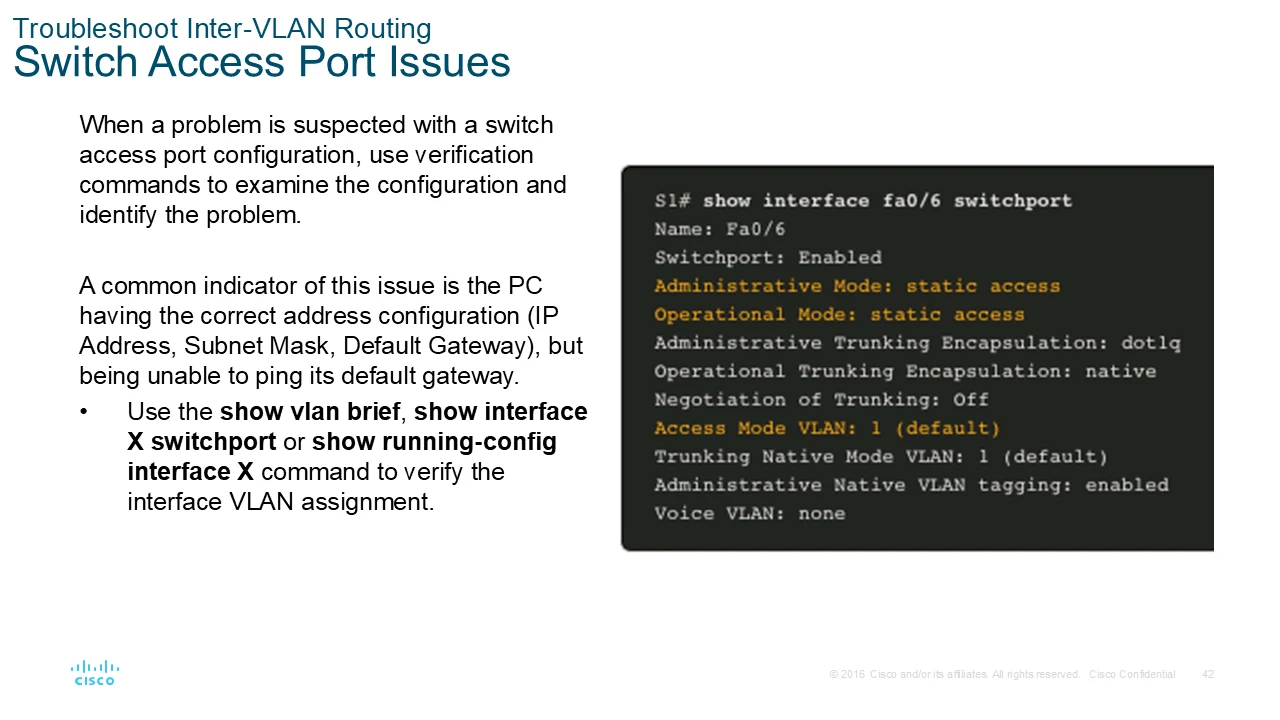 Troubleshoot Inter-VLAN Routing
Switch Access Port Issues
When a problem is suspected with a switch
access port configuration, use verification
commands to examine the configuration and
identify the problem.
A common indicator of this issue is the PC
having the correct address configuration (IP
Address, Subnet Mask, Default Gateway), but
being unable to ping its default gateway.
• Use the show vlan brief, show interface
X switchport or show running-config
interface X command to verify the
interface VLAN assignment.
S1# show interface fa0/6 switchport
Name: Fa0/6
Switchport: Enabled
Administrative Mode: static access
Operational Mode: static access
Administrative Trunking Encapsulation: dot1q
Operational Trunking Encapsulation: native
Negotiation of Trunking: Off
Access Mode VLAN: 1 (default)
Trunking Native Mode VLAN: 1 (default)
Administrative Native VLAN tagging: enabled
Voice VLAN: none
CISCO
© 2016 Cisco and/or its affiliates. All rights reserved. Cisco Confidential 42